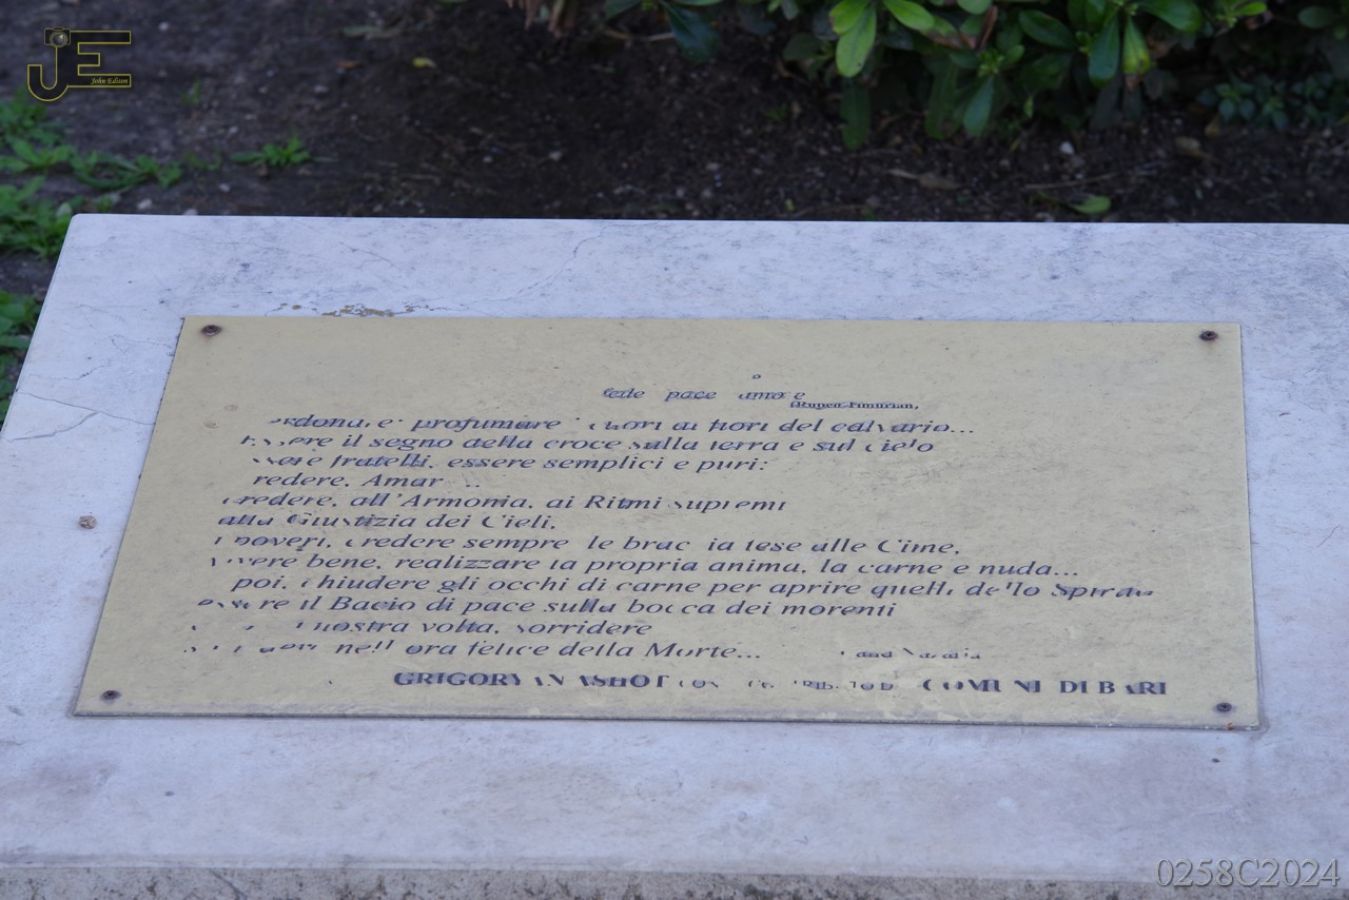 JE
John Edison
fede pace amore
profumare i cuori ai fiori del calvario...
Essere il segno della croce sulla terra e sul cielo
fratelli, essere semplici e puri:
Amar
credere, all'Armonia, ai Ritmi supremi
alla Giustizia dei Cieli,
poveri, credere sempre le braccia tese alle Cime,
vivere bene, realizzare la propria anima, la carne e nuda...
poi, chiudere gli occhi di carne per aprire quelli dello Spirito
essere il Bacio di pace sulla bocca dei morenti
nostra volta, sorridere
nell ora felice della Morte...
GRIGORYAN ASHOT COMUNE DI BARI
0258C2024